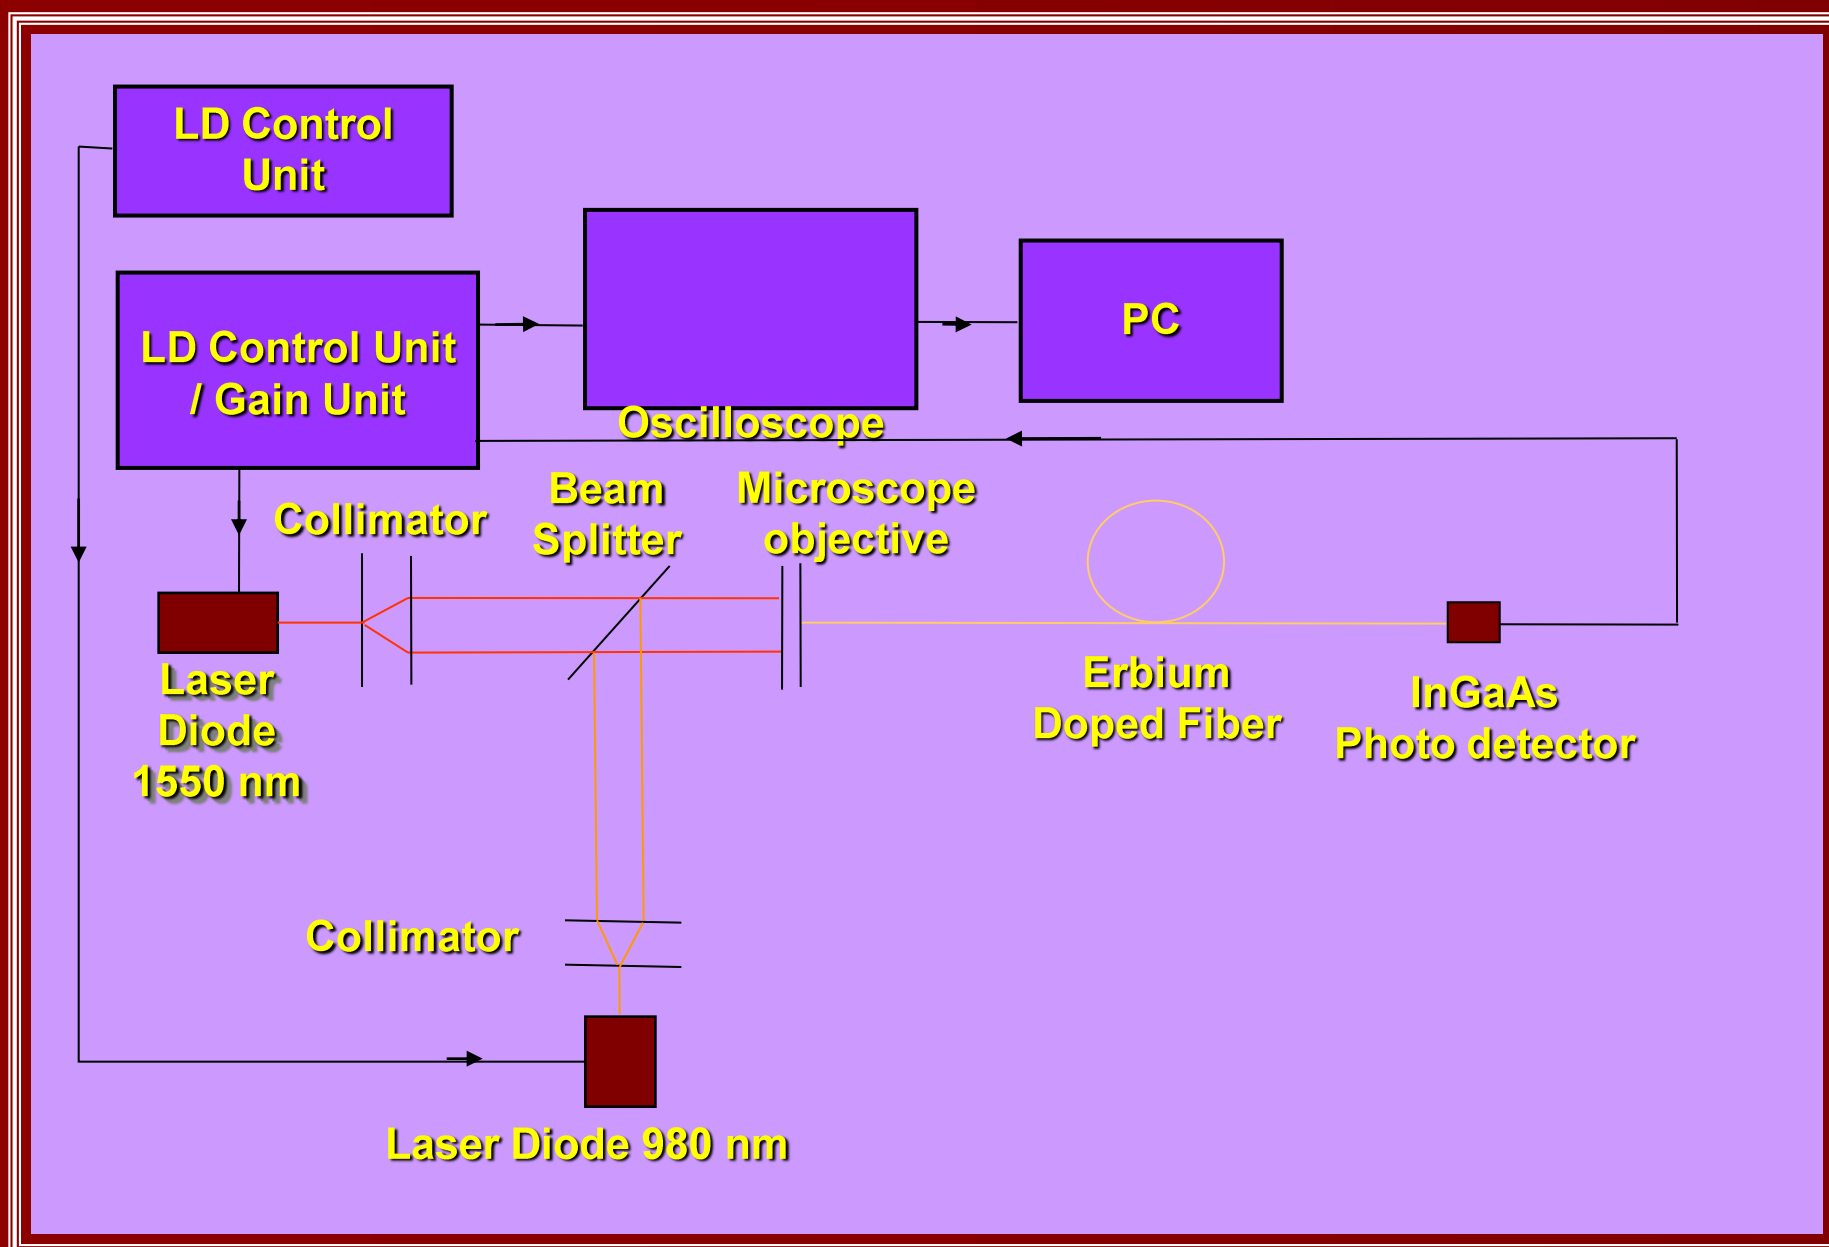 LD Control
Unit
LD Control Unit
/ Gain Unit
PC
Oscilloscope
Collimator
Beam
Splitter
Microscope
objective
Laser
Diode
1550 nm
Erbium
Doped Fiber
InGaAs
Photo detector
Collimator
Laser Diode 980 nm